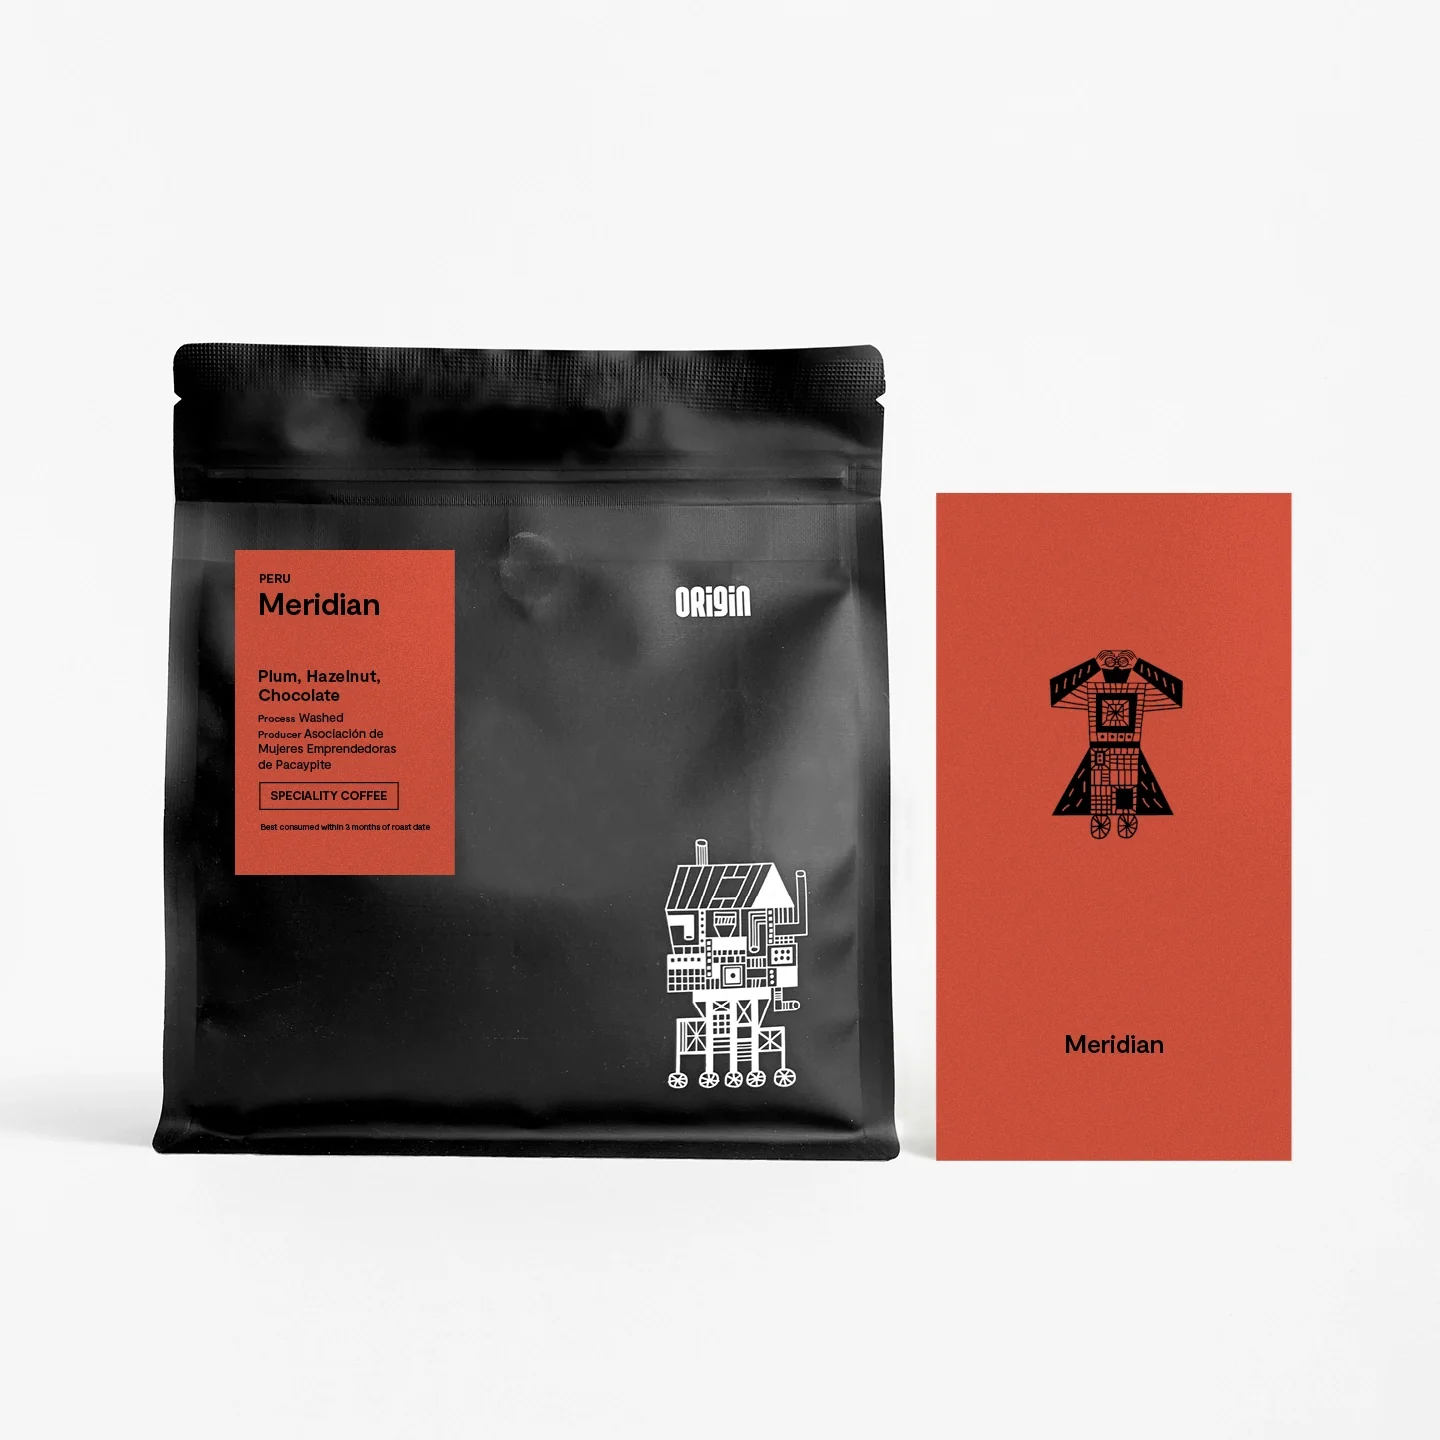 PERU
Meridian
Plum, Hazelnut,
Chocolate
Process Washed
Producer Asociación de
Mujeres Emprendedoras
de Pacaypite
SPECIALITY COFFEE
Best consumed within 3 months of roast date
ORigin
Meridian